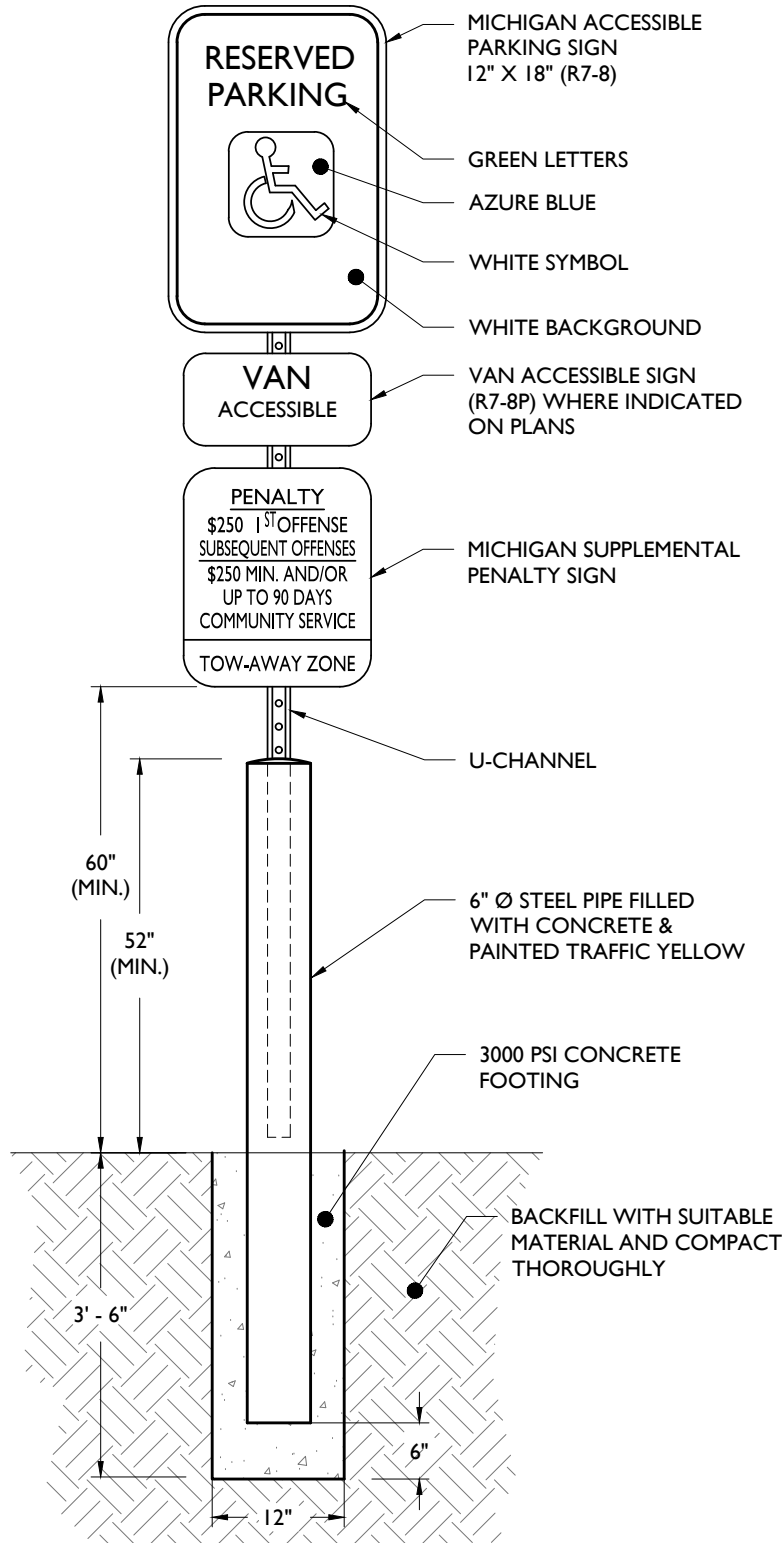 RESERVED
PARKING
MICHIGAN ACCESSIBLE
PARKING SIGN
12" X 18" (R7-8)
GREEN LETTERS
AZURE BLUE
WHITE SYMBOL
WHITE BACKGROUND
VAN
ACCESSIBLE
VAN ACCESSIBLE SIGN
(R7-8P) WHERE INDICATED
ON PLANS
PENALTY
$250 1ST OFFENSE
SUBSEQUENT OFFENSES
$250 MIN. AND/OR
UP TO 90 DAYS
COMMUNITY SERVICE
TOW-AWAY ZONE
MICHIGAN SUPPLEMENTAL
PENALTY SIGN
U-CHANNEL
60"
(MIN.)
52"
(MIN.)
6" Ø STEEL PIPE FILLED
WITH CONCRETE &
PAINTED TRAFFIC YELLOW
3000 PSI CONCRETE
FOOTING
BACKFILL WITH SUITABLE
MATERIAL AND COMPACT
THOROUGHLY
3' - 6"
6"
12"